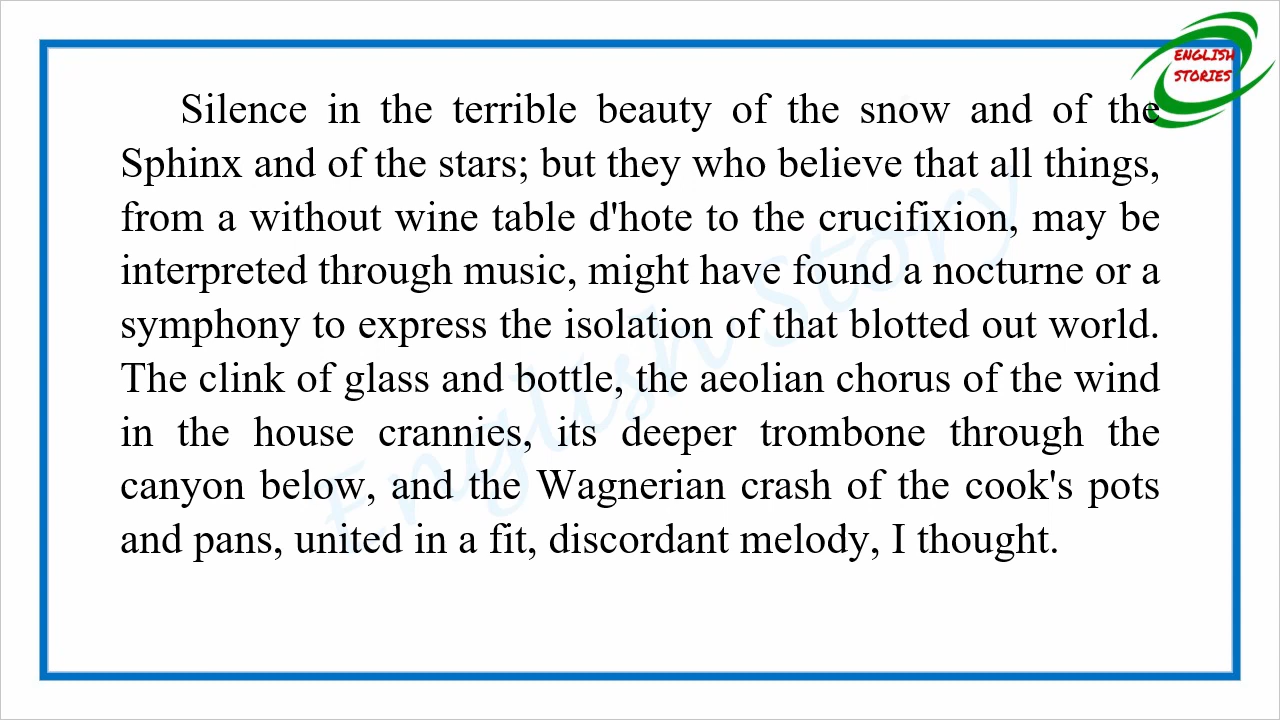 ENGLISH
STORIES
Silence in the terrible beauty of the snow and of the
Sphinx and of the stars; but they who believe that all things,
from a without wine table d'hote to the crucifixion, may be
interpreted through music, might have found a nocturne or a
symphony to express the isolation of that blotted out world.
The clink of glass and bottle, the aeolian chorus of the wind
in the house crannies, its deeper trombone through the
canyon below, and the Wagnerian crash of the cook's pots
and pans, united in a fit, discordant melody, I thought.
English Story